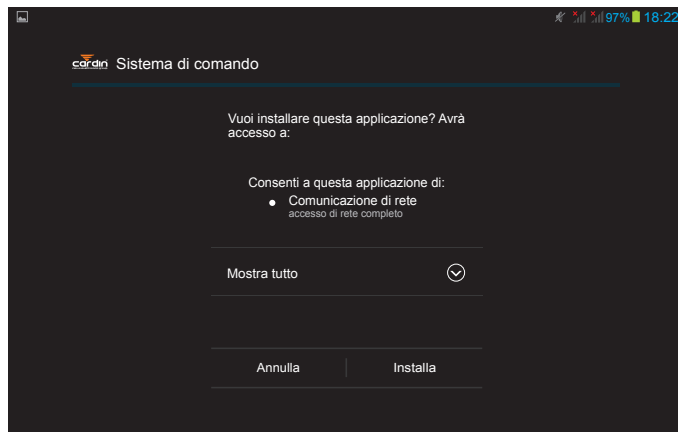 97% 18:22
cardin Sistema di comando
Vuoi installare questa applicazione? Avrà
accesso a:
Consenti a questa applicazione di:
Comunicazione di rete
accesso di rete completo
Mostra tutto
Annulla Installa